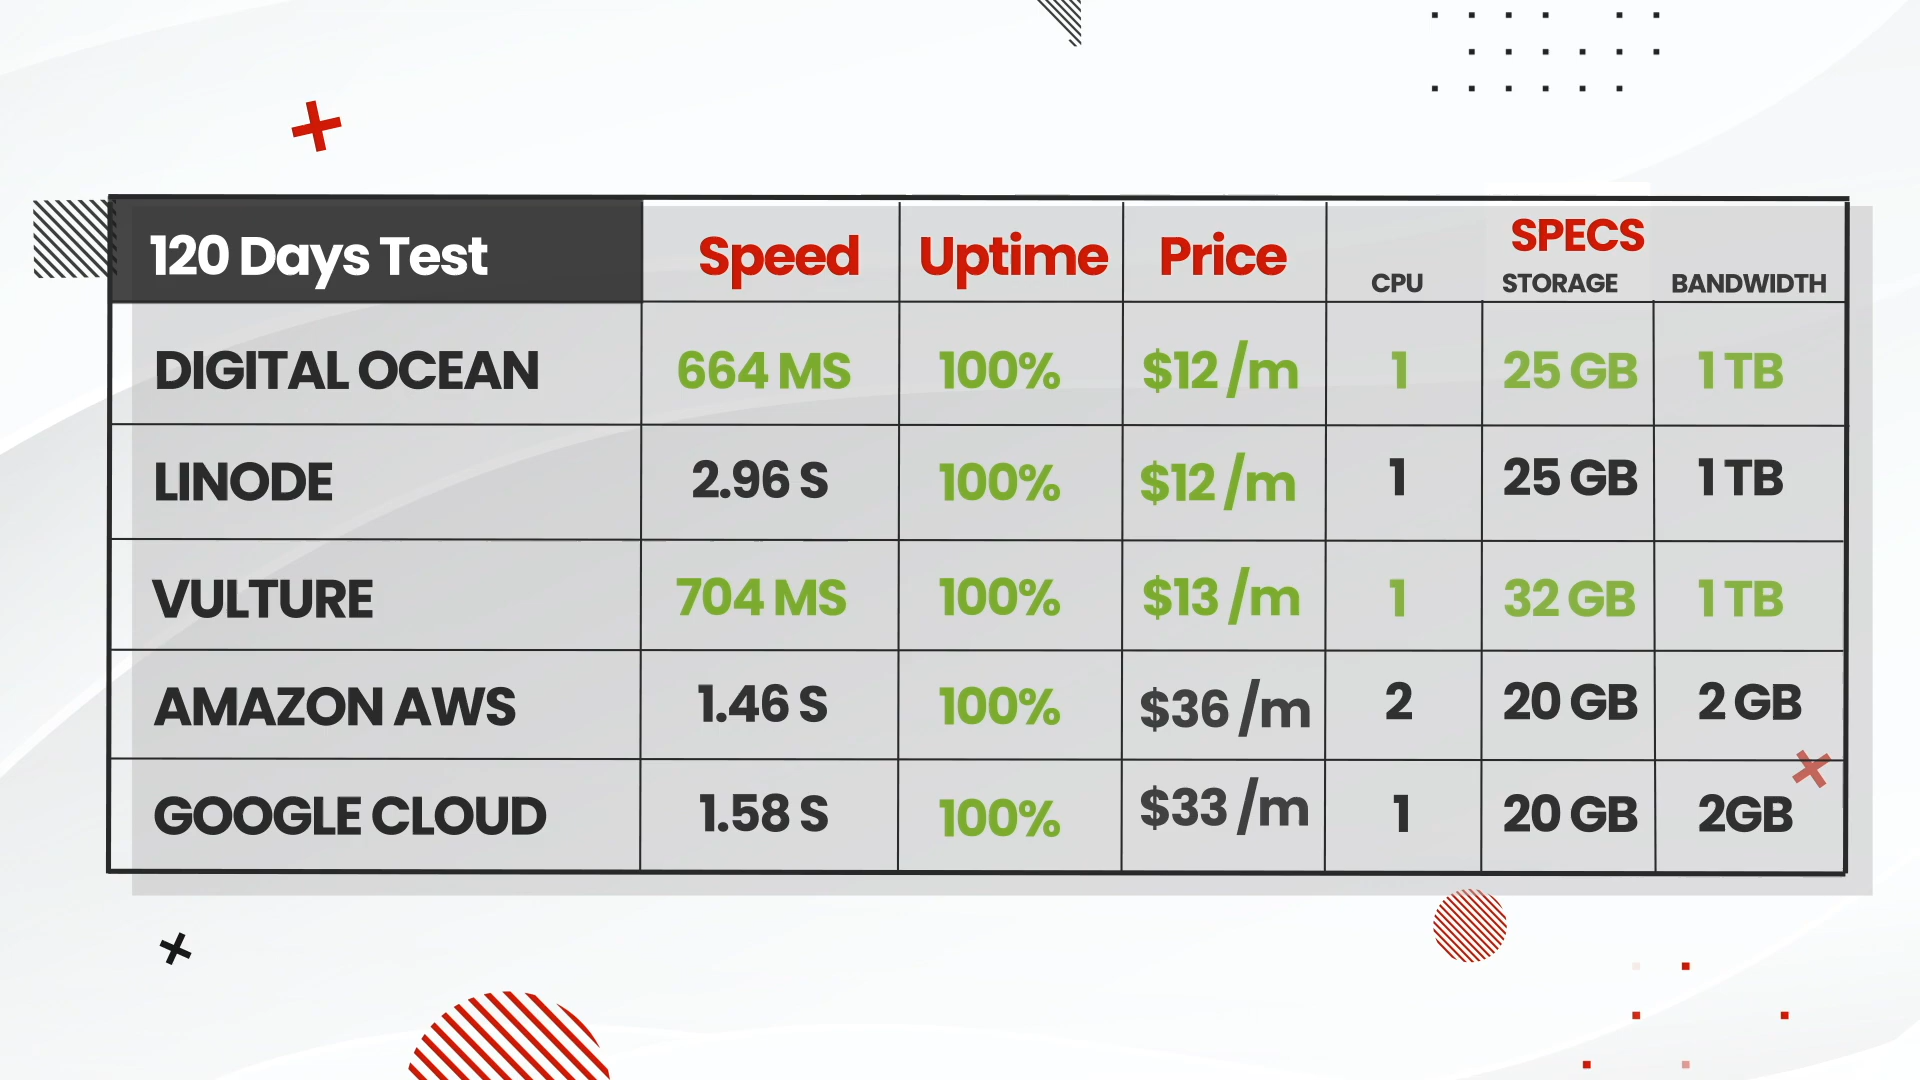 120 Days Test Speed Uptime Price SPECS
CPU STORAGE BANDWIDTH
DIGITAL OCEAN 664 MS 100% $12 /m 1 25 GB 1 TB
LINODE 2.96 S 100% $12 /m 1 25 GB 1 TB
VULTURE 704 MS 100% $13 /m 1 32 GB 1 TB
AMAZON AWS 1.46 S 100% $36 /m 2 20 GB 2 GB
GOOGLE CLOUD 1.58 S 100% $33 /m 1 20 GB 2GB